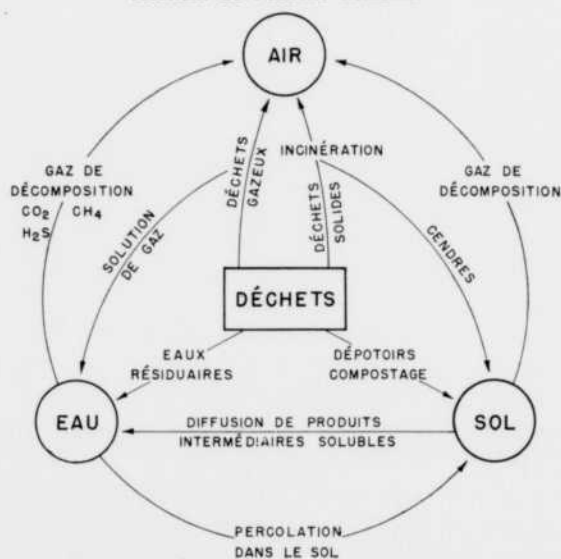 AIR
GAZ DE
DÉCOMPOSITION
CO₂ CH₄
H₂S
SOLUTION
DE GAZ
DÉCHETS
GAZEUX
INCINÉRATION
DÉCHETS
SOLIDES
CENDRES
GAZ DE
DÉCOMPOSITION
DÉCHETS
EAUX
RÉSIDUAIRES
DÉPOTOIRS
COMPOSTAGE
EAU
DIFFUSION DE PRODUITS
INTERMÉDIAIRES SOLUBLES
SOL
PERCOLATION
DANS LE SOL